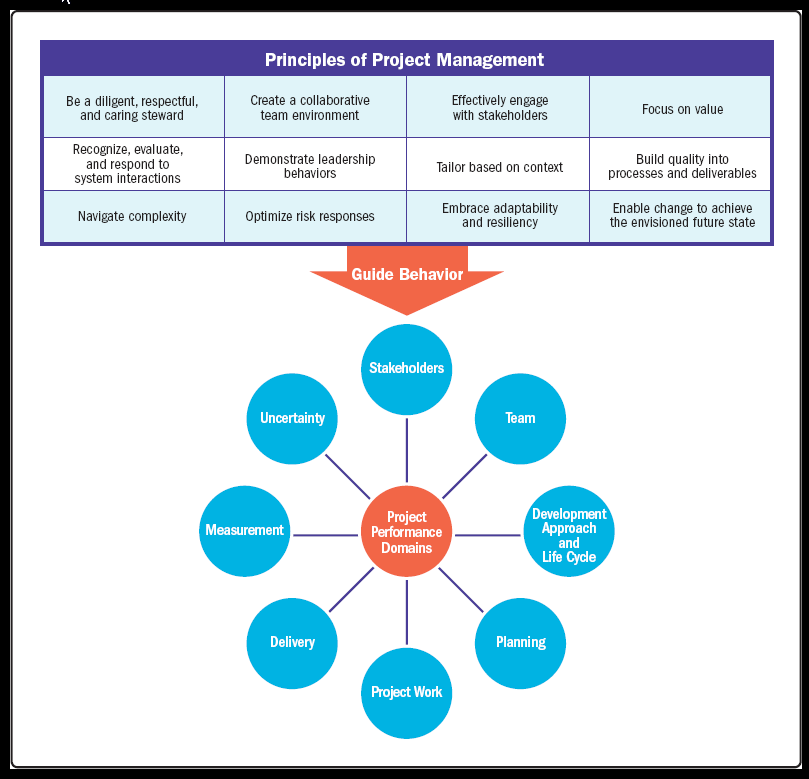 Principles of Project Management
Be a diligent, respectful,
and caring steward
Create a collaborative
team environment
Effectively engage
with stakeholders
Focus on value
Recognize, evaluate,
and respond to
system interactions
Demonstrate leadership
behaviors
Tailor based on context
Build quality into
processes and deliverables
Navigate complexity
Optimize risk responses
Embrace adaptability
and resiliency
Enable change to achieve
the envisioned future state
Guide Behavior
Stakeholders
Uncertainty
Team
Measurement
Project
Performance
Domains
Development
Approach
and
Life Cycle
Delivery
Planning
Project Work